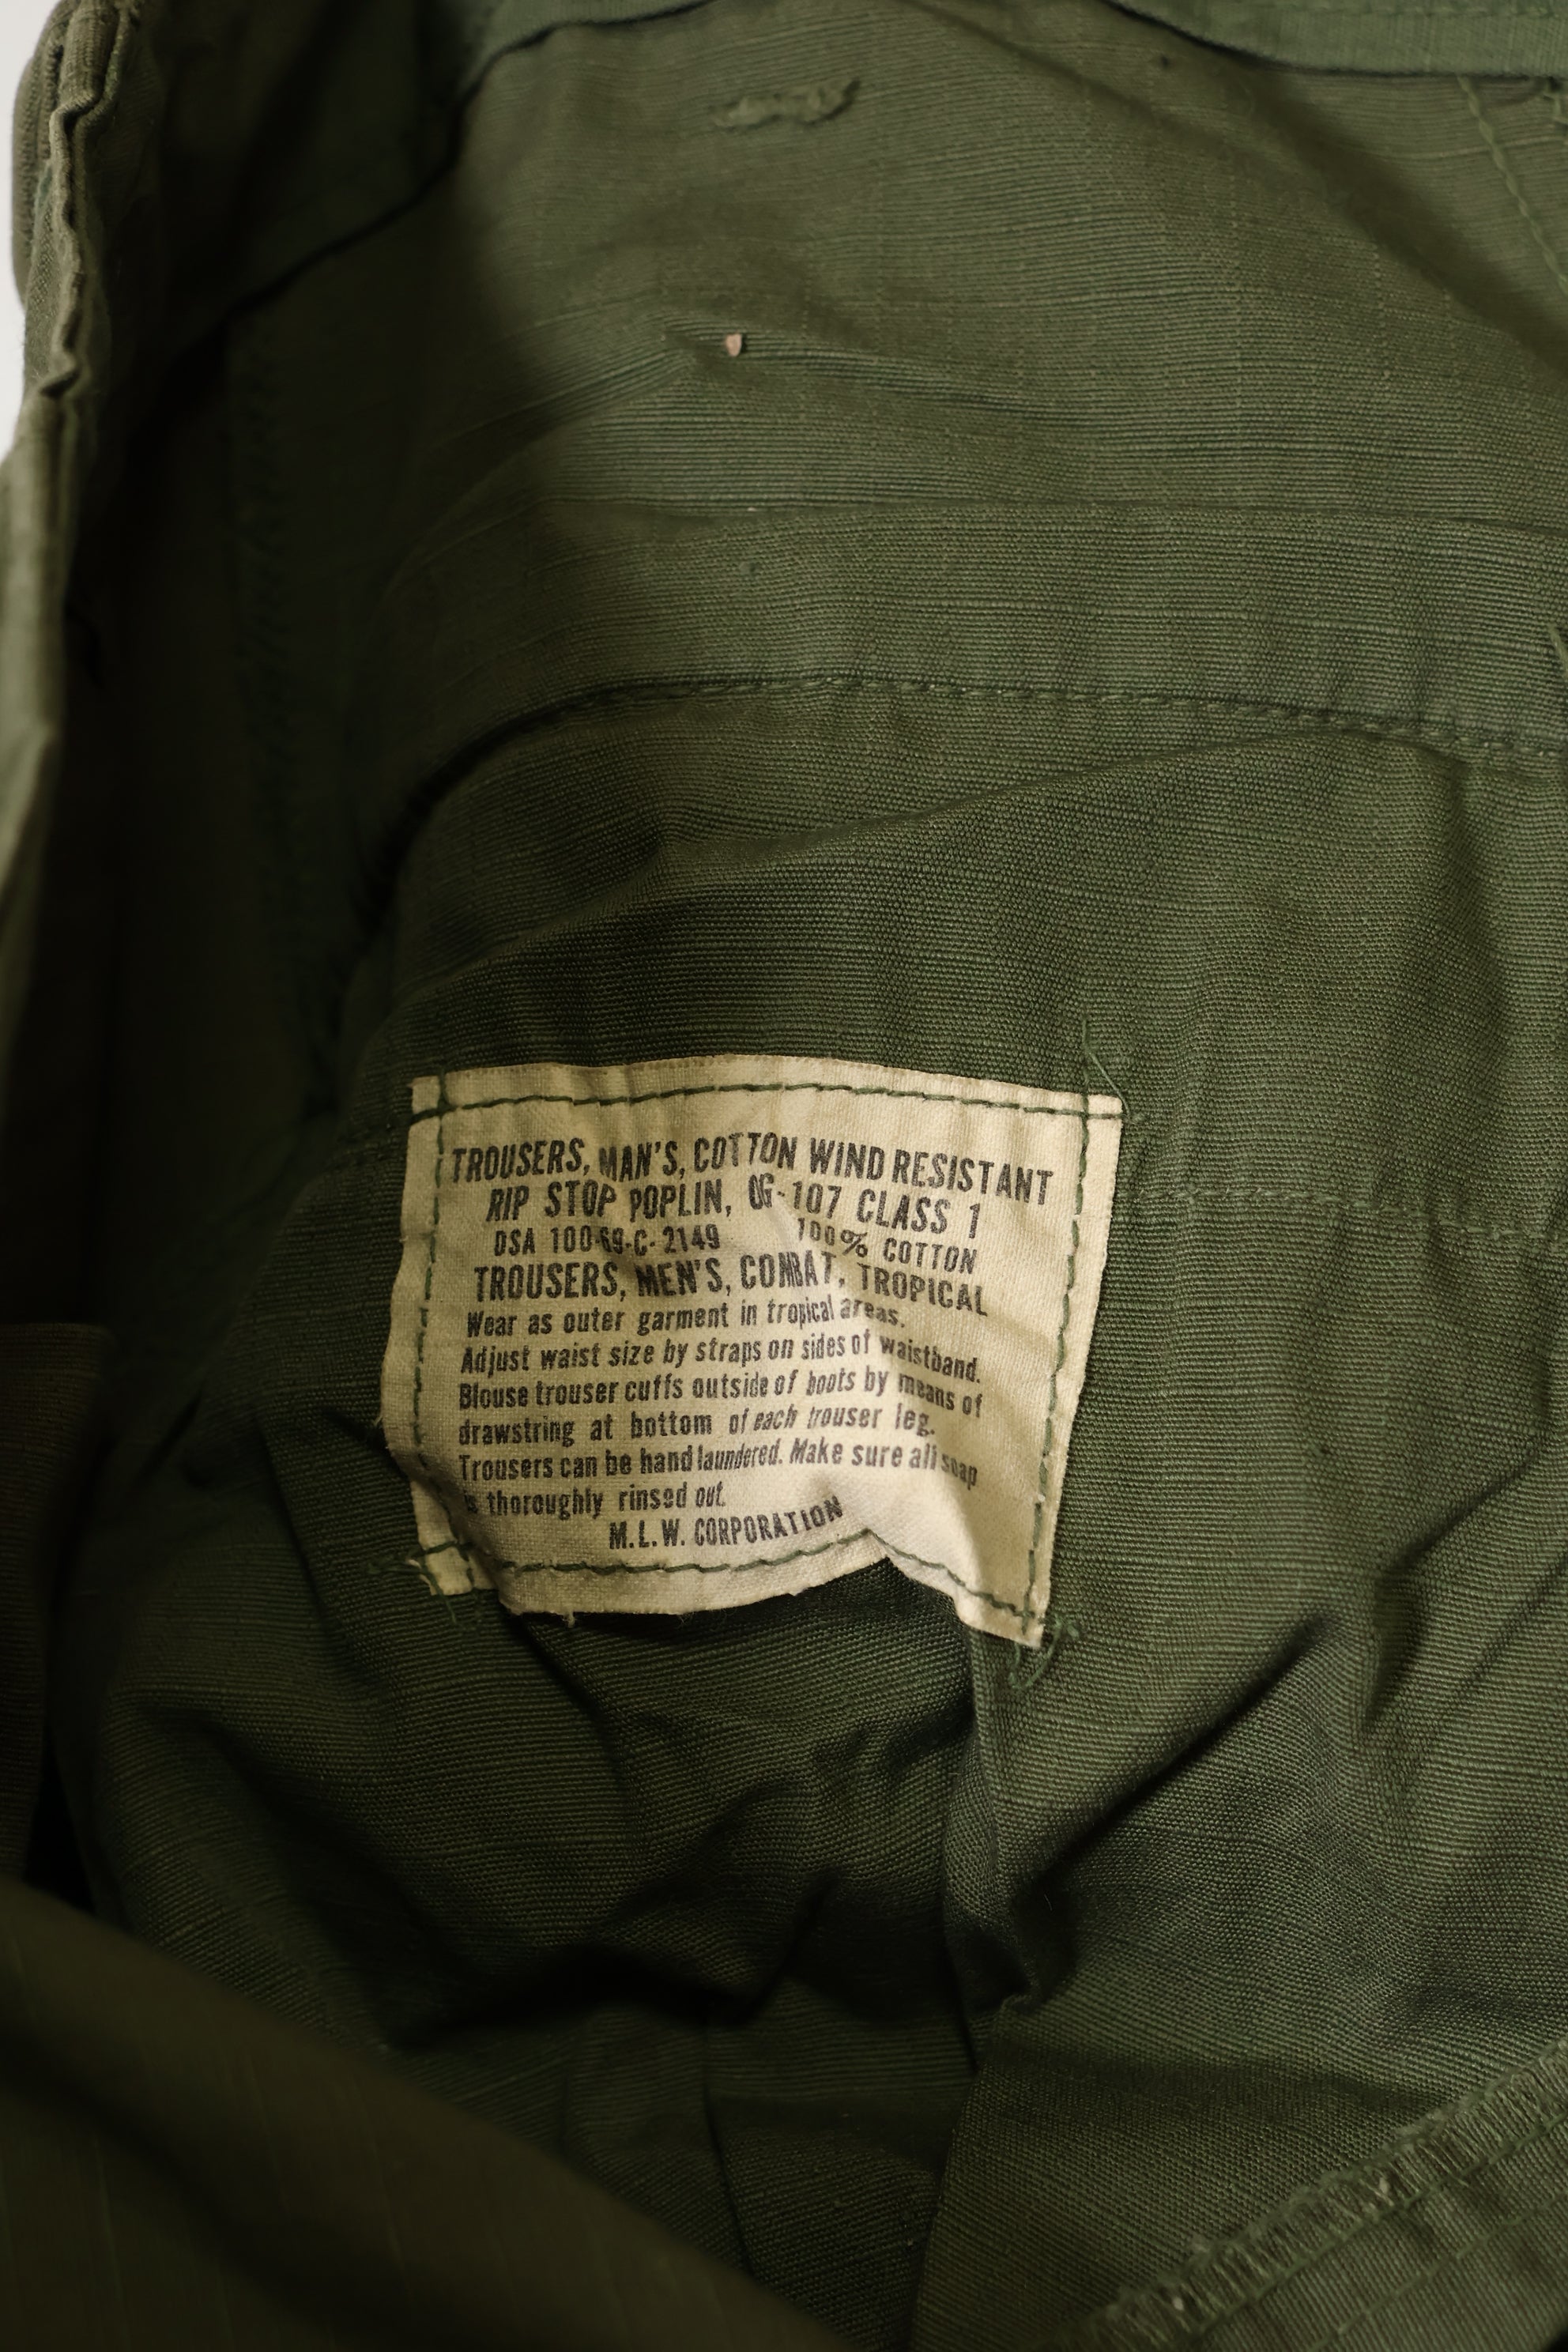 TROUSERS, MAN'S, COTTON WIND RESISTANT
RIP STOP POPLIN, OG-107 CLASS 1
DSA 100-69-C-2149 100% COTTON
TROUSERS, MEN'S, COMBAT, TROPICAL
Wear as outer garment in tropical areas.
Adjust waist size by straps on sides of waistband.
Blouse trouser cuffs outside of boots by means of
drawstring at bottom of each trouser leg.
Trousers can be hand laundered. Make sure all soap
is thoroughly rinsed out.
M.L.W. CORPORATION